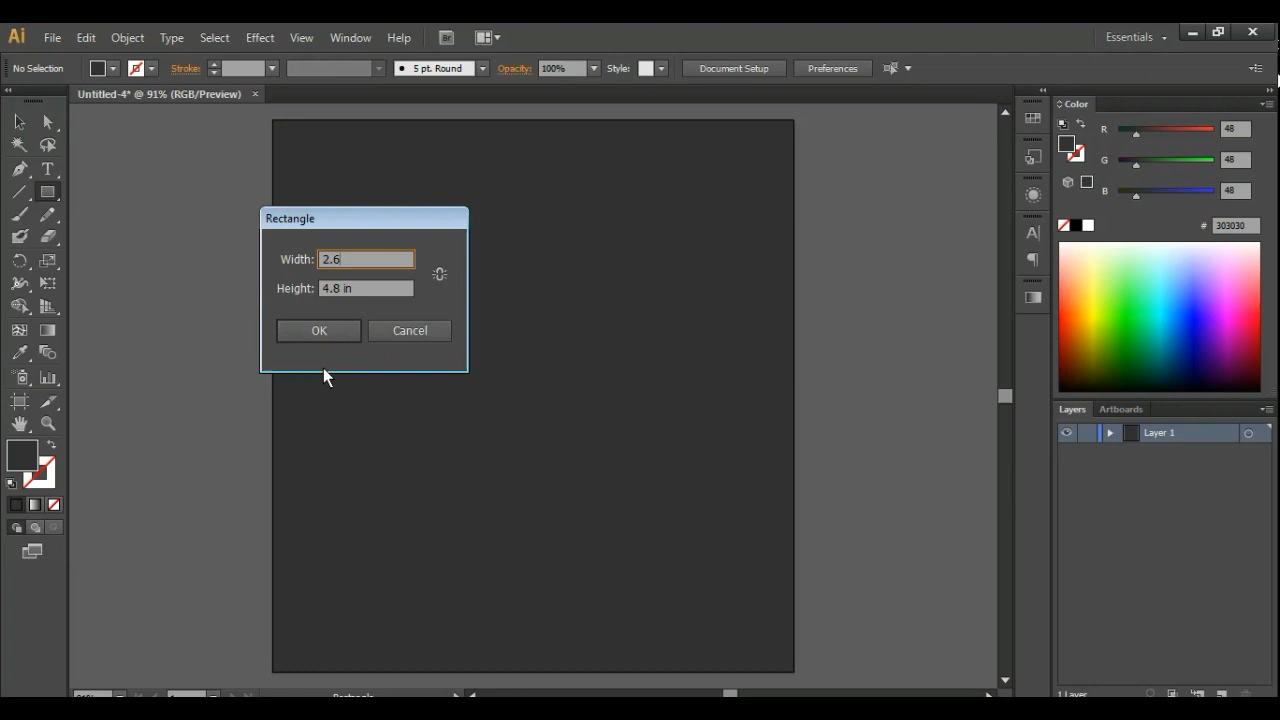 Ai File Edit Object Type Select Effect View Window Help Br Essentials
No Selection Stroke: 5 pt. Round Opacity: 100% Style: Document Setup Preferences
Untitled-4* @ 91% (RGB/Preview) ×
Color
R 48
G 48
B 48
# 303030
Rectangle
Width: 2.6
Height: 4.8 in
OK Cancel
Layers Artboards
Layer 1
Rectangle
1 Layer